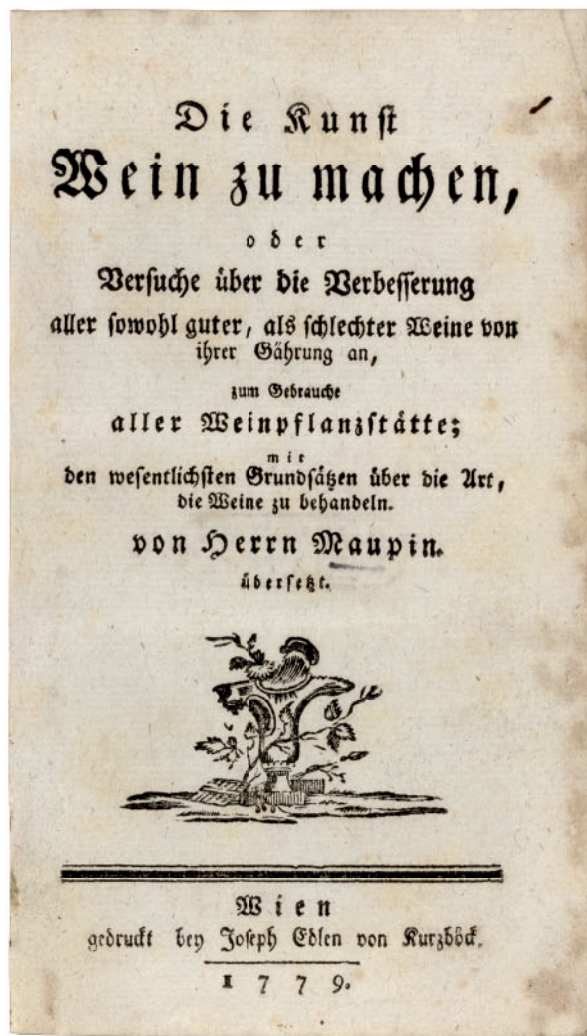 Die Kunst
Wein zu machen,
oder
Versuche über die Verbesserung
aller sowohl guter, als schlechter Weine von
ihrer Gährung an,
zum Gebrauche
aller Weinpflanzstätte;
mit
den wesentlichsten Grundsätzen über die Art,
die Weine zu behandeln.
von Herrn Maupin.
übersetzt.
Wien
gedruckt bey Joseph Edlen von Kurzböck.
1779.